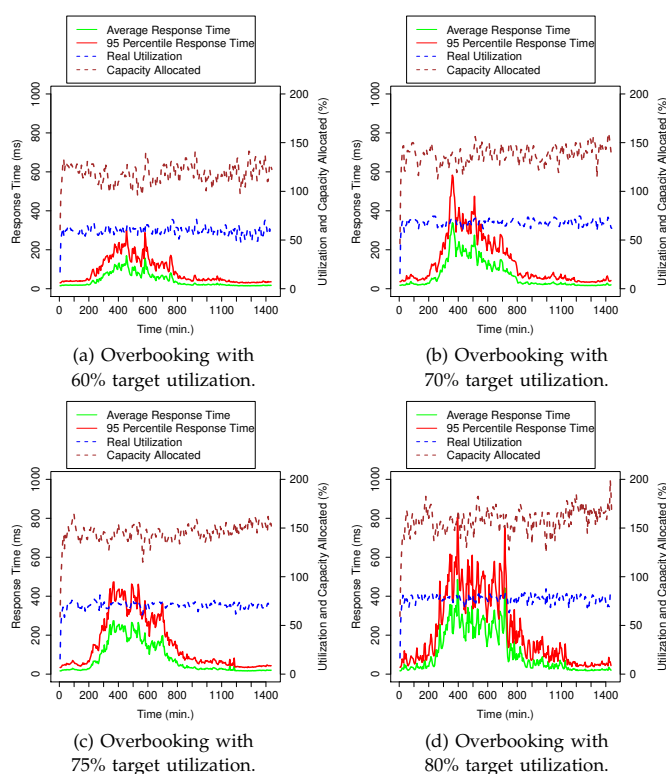 Average Response Time
95 Percentile Response Time
Real Utilization
Capacity Allocated
Response Time (ms)
0
200
400
600
800
1000
0
50
100
150
200
Utilization and Capacity Allocated (%)
0 200 400 600 800 1100 1400
Time (min.)
(a) Overbooking with
60% target utilization.
Average Response Time
95 Percentile Response Time
Real Utilization
Capacity Allocated
Response Time (ms)
0
200
400
600
800
1000
0
50
100
150
200
Utilization and Capacity Allocated (%)
0 200 400 600 800 1100 1400
Time (min.)
(b) Overbooking with
70% target utilization.
Average Response Time
95 Percentile Response Time
Real Utilization
Capacity Allocated
Response Time (ms)
0
200
400
600
800
1000
0
50
100
150
200
Utilization and Capacity Allocated (%)
0 200 400 600 800 1100 1400
Time (min.)
(c) Overbooking with
75% target utilization.
Average Response Time
95 Percentile Response Time
Real Utilization
Capacity Allocated
Response Time (ms)
0
200
400
600
800
1000
0
50
100
150
200
Utilization and Capacity Allocated (%)
0 200 400 600 800 1100 1400
Time (min.)
(d) Overbooking with
80% target utilization.